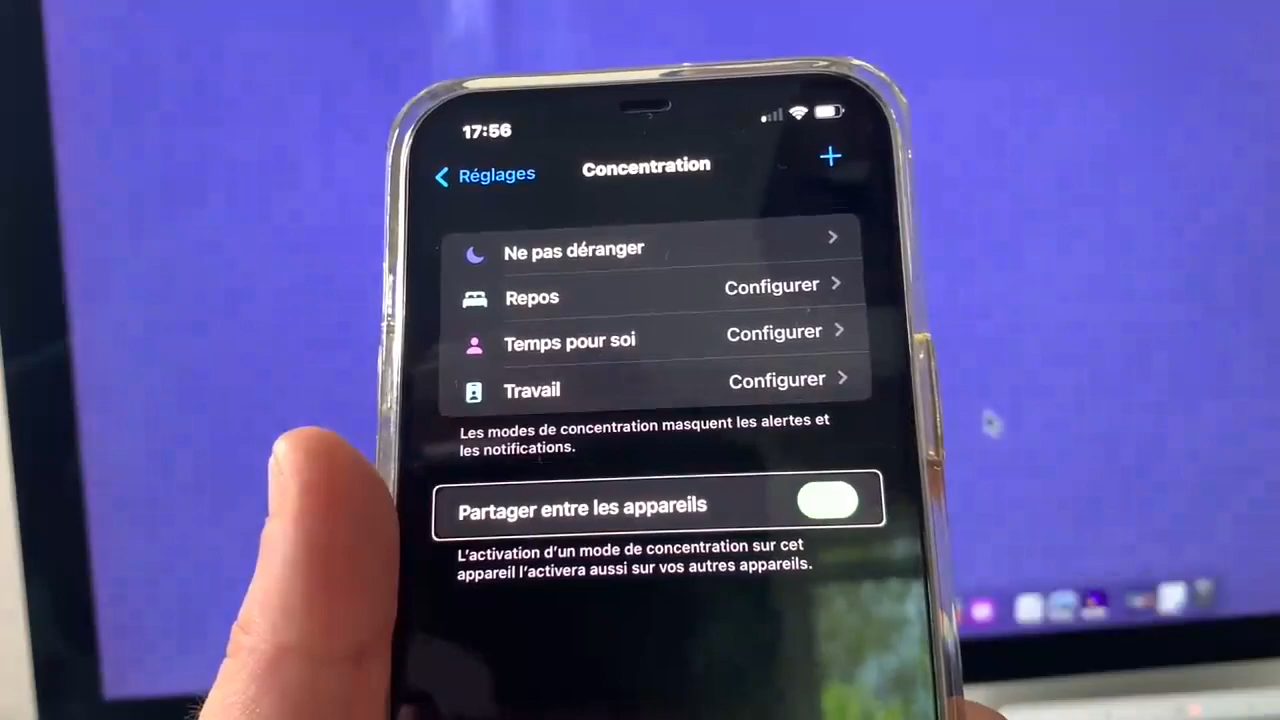 17:56
Réglages
Concentration
Ne pas déranger
Repos Configurer
Temps pour soi Configurer
Travail Configurer
Les modes de concentration masquent les alertes et
les notifications.
Partager entre les appareils
L’activation d’un mode de concentration sur cet
appareil l’activera aussi sur vos autres appareils.